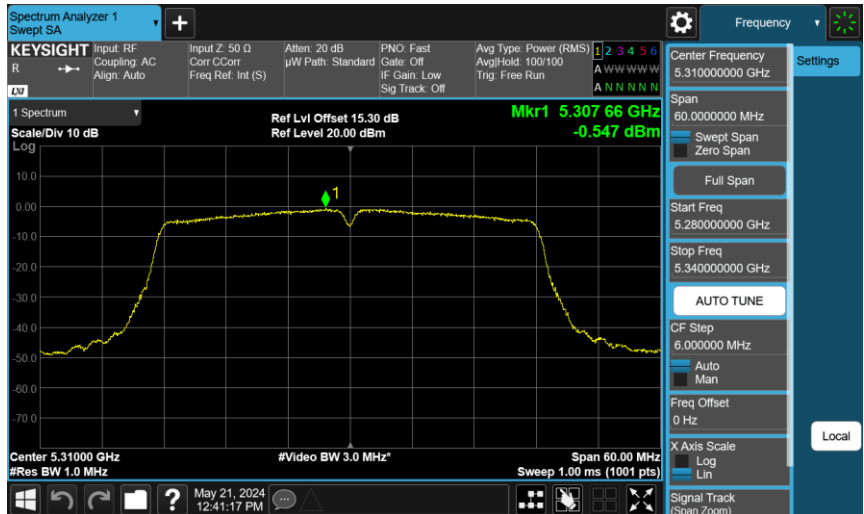 Spectrum Analyzer 1
Swept SA
+
Frequency
KEYSIGHT
R
LXI
Input: RF
Coupling: AC
Align: Auto
Input Z: 50 Ω
Corr CCorr
Freq Ref: Int (S)
Atten: 20 dB
µW Path: Standard
PNO: Fast
Gate: Off
IF Gain: Low
Sig Track: Off
Avg Type: Power (RMS)
Avg|Hold: 100/100
Trig: Free Run
1 2 3 4 5 6
A W W W W W
A N N N N N
1 Spectrum
Scale/Div 10 dB
Ref Lvl Offset 15.30 dB
Ref Level 20.00 dBm
Mkr1 5.307 66 GHz
-0.547 dBm
Log
10.0
0.00
-10.0
-20.0
-30.0
-40.0
-50.0
-60.0
-70.0
1
Center 5.31000 GHz
#Res BW 1.0 MHz
#Video BW 3.0 MHz*
Span 60.00 MHz
Sweep 1.00 ms (1001 pts)
Center Frequency
5.310000000 GHz
Span
60.0000000 MHz
Swept Span
Zero Span
Full Span
Start Freq
5.280000000 GHz
Stop Freq
5.340000000 GHz
AUTO TUNE
CF Step
6.000000 MHz
Auto
Man
Freq Offset
0 Hz
X Axis Scale
Log
Lin
Signal Track
(Span Zoom)
Settings
Local
?
May 21, 2024
12:41:17 PM